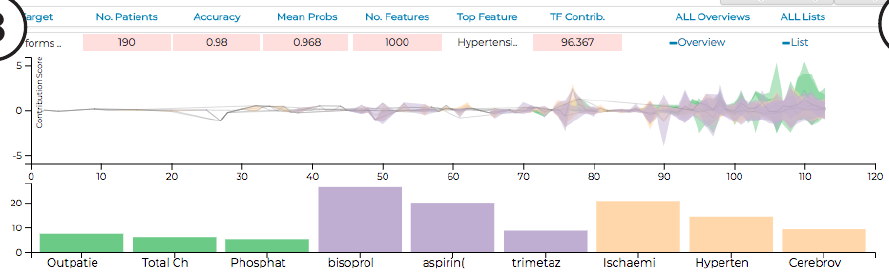 arget No. Patients Accuracy Mean Probs No. Features Top Feature TF Contrib. ALL Overviews ALL Lists
forms .. 190 0.98 0.968 1000 Hypertensi.. 96.367 Overview List
Contribution Score
5
0
-5
0 10 20 30 40 50 60 70 80 90 100 110 120
20
10
0
Outpatie Total Ch Phosphat bisoprol aspirin( trimetaz Ischaemi Hyperten Cerebrov